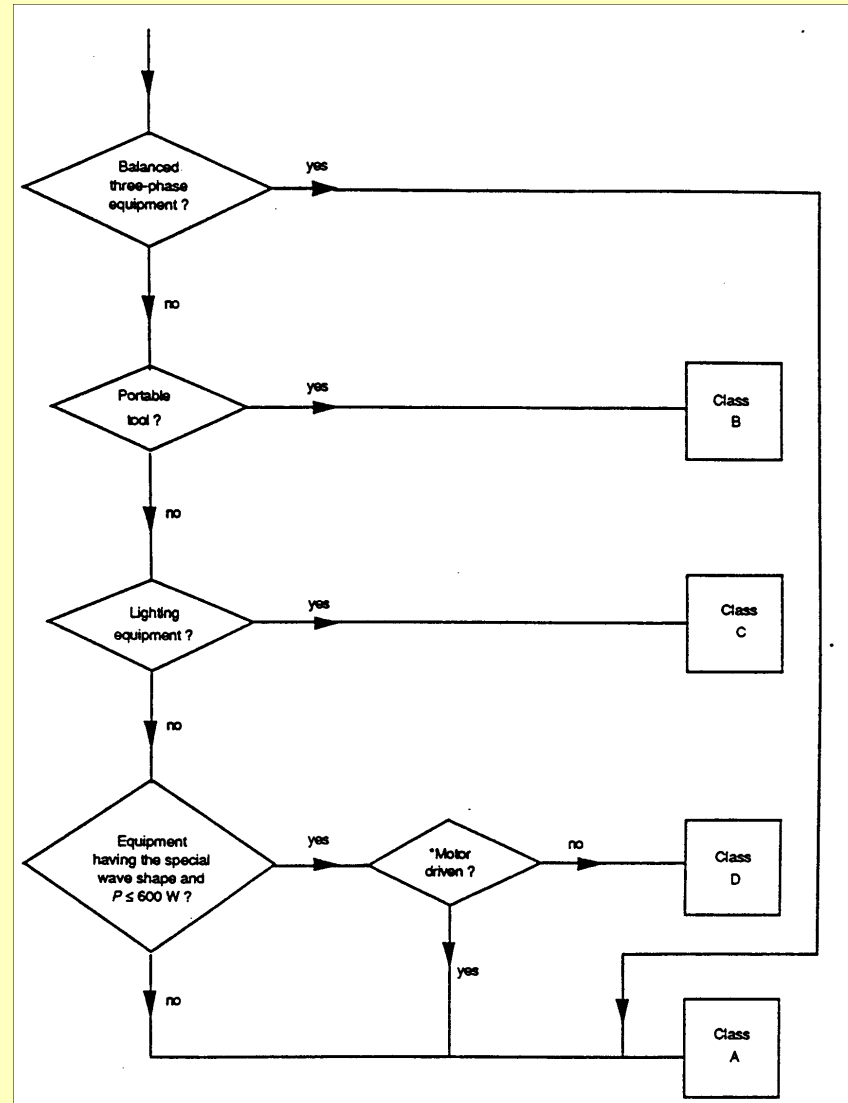 Balanced
three-phase
equipment ?
yes
no
Portable
tool ?
yes
Class
B
no
Lighting
equipment ?
yes
Class
C
no
Equipment
having the special
wave shape and
P ≤ 600 W ?
yes
*Motor
driven ?
no
Class
D
yes
no
Class
A